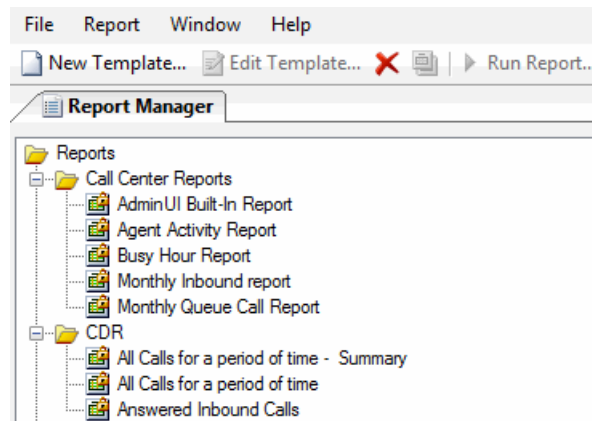 File Report Window Help
New Template... Edit Template... Run Report...
Report Manager
Reports
Call Center Reports
AdminUI Built-In Report
Agent Activity Report
Busy Hour Report
Monthly Inbound report
Monthly Queue Call Report
CDR
All Calls for a period of time - Summary
All Calls for a period of time
Answered Inbound Calls